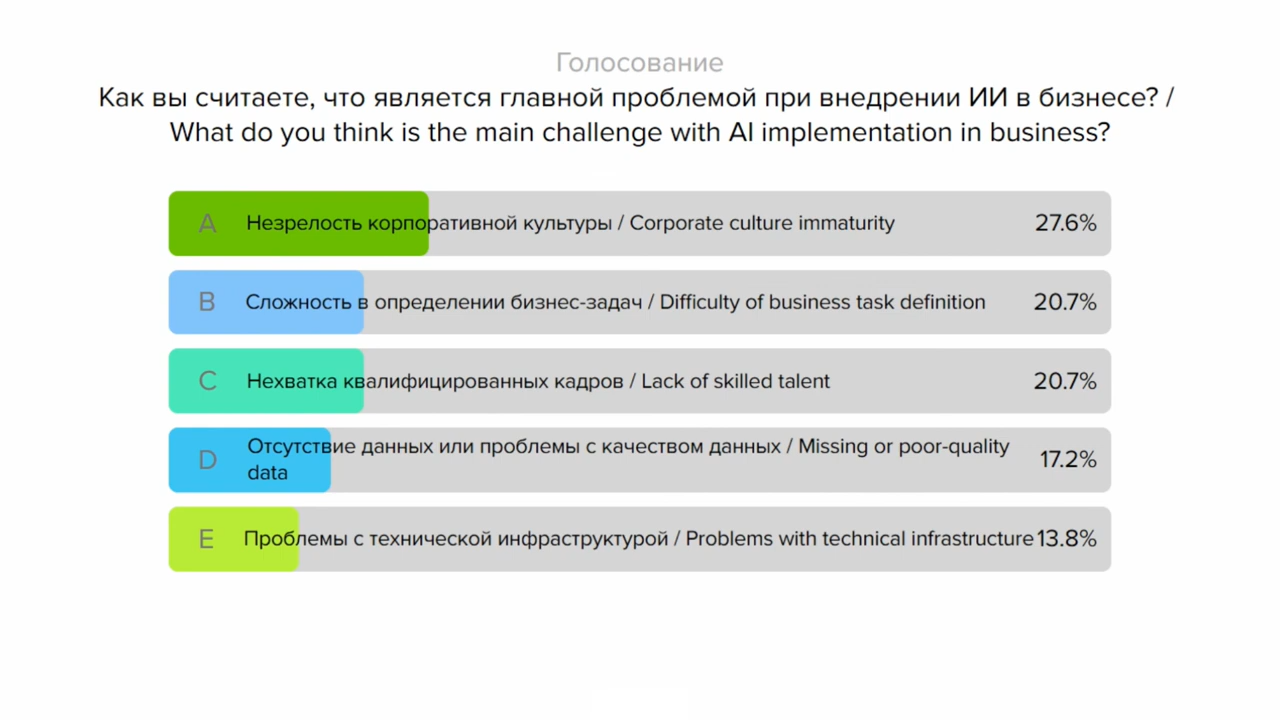 Голосование
Как вы считаете, что является главной проблемой при внедрении ИИ в бизнесе? /
What do you think is the main challenge with AI implementation in business?
A Незрелость корпоративной культуры / Corporate culture immaturity 27.6%
B Сложность в определении бизнес-задач / Difficulty of business task definition 20.7%
C Нехватка квалифицированных кадров / Lack of skilled talent 20.7%
D Отсутствие данных или проблемы с качеством данных / Missing or poor-quality
data 17.2%
E Проблемы с технической инфраструктурой / Problems with technical infrastructure 13.8%